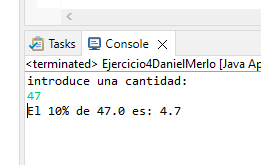 Tasks Console
<terminated> Ejercicio4DanielMerlo [Java Ap
introduce una cantidad:
47
El 10% de 47.0 es: 4.7